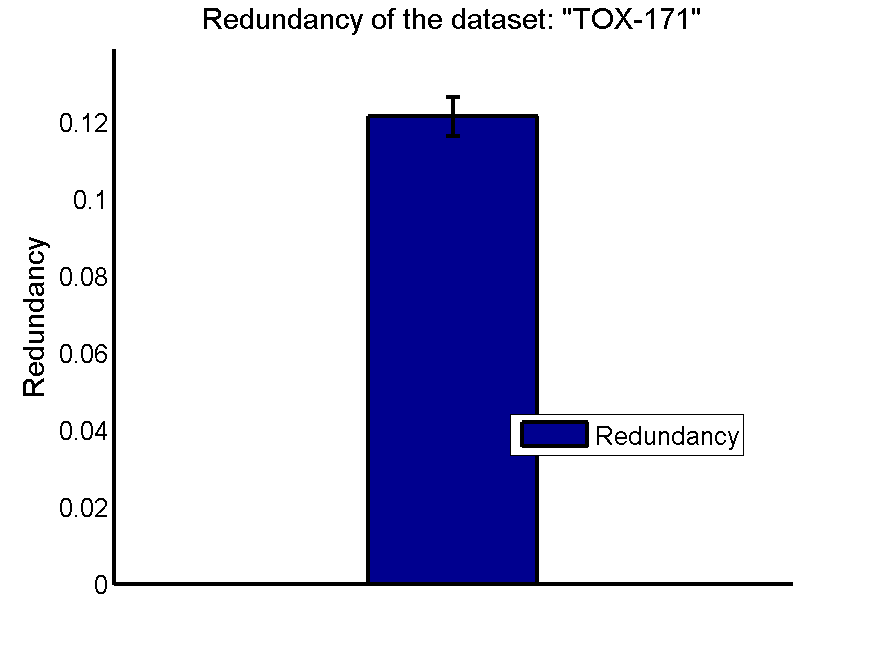 Redundancy of the dataset: "TOX-171"
0.12
0.1
0.08
0.06
0.04
0.02
0
Redundancy
Redundancy